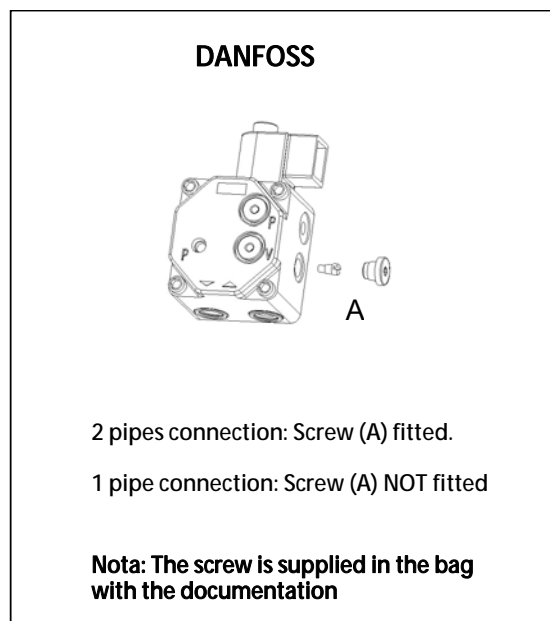 DANFOSS
P
P
V
A
2 pipes connection: Screw (A) fitted.
1 pipe connection: Screw (A) NOT fitted
Nota: The screw is supplied in the bag
with the documentation